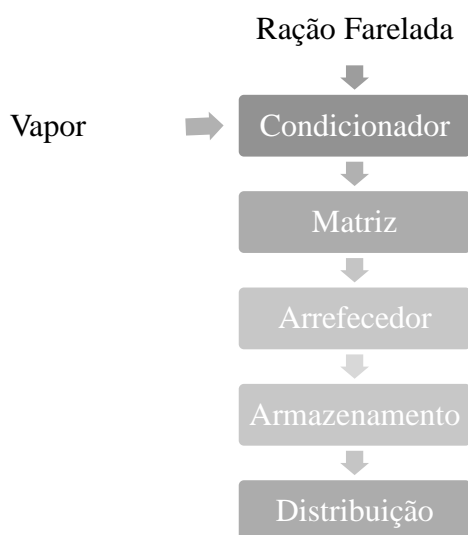 Ração Farelada
Vapor
Condicionador
Matriz
Arrefecedor
Armazenamento
Distribuição